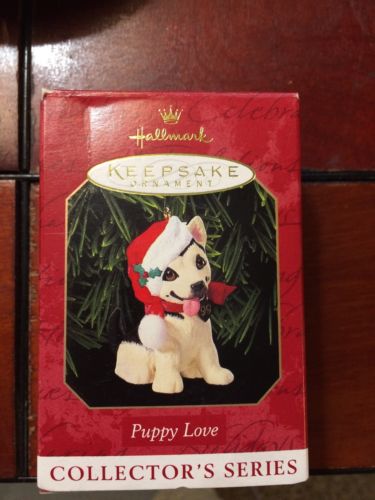 Hallmark
KEEPSAKE
ORNAMENT
Puppy Love
COLLECTOR'S SERIES